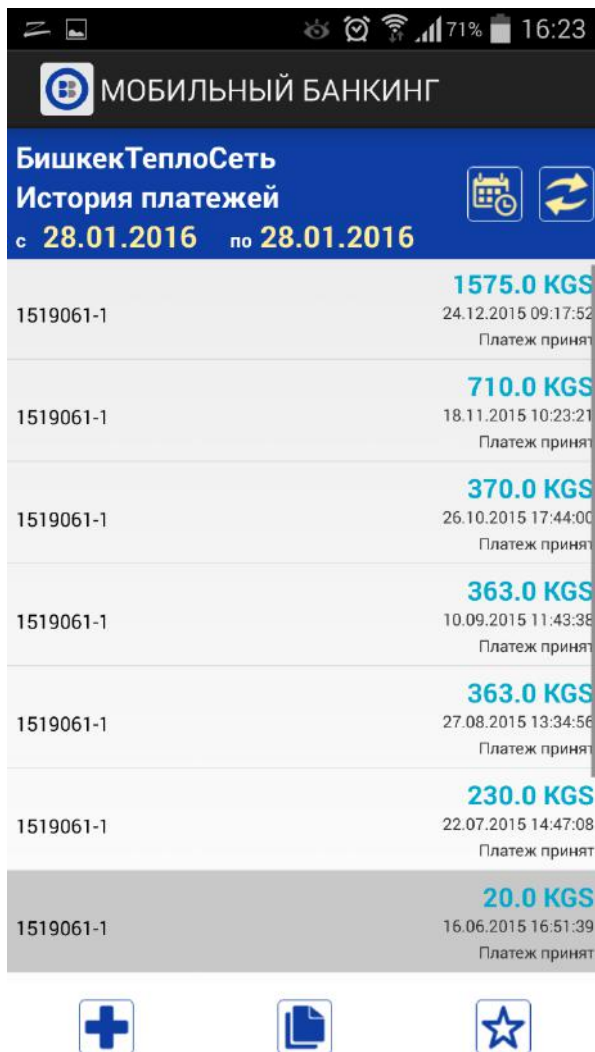 71% 16:23
МОБИЛЬНЫЙ БАНКИНГ
БишкекТеплоСеть
История платежей
с 28.01.2016 по 28.01.2016
1575.0 KGS
1519061-1 24.12.2015 09:17:52
Платеж принят
710.0 KGS
1519061-1 18.11.2015 10:23:21
Платеж принят
370.0 KGS
1519061-1 26.10.2015 17:44:00
Платеж принят
363.0 KGS
1519061-1 10.09.2015 11:43:38
Платеж принят
363.0 KGS
1519061-1 27.08.2015 13:34:56
Платеж принят
230.0 KGS
1519061-1 22.07.2015 14:47:08
Платеж принят
20.0 KGS
1519061-1 16.06.2015 16:51:39
Платеж принят